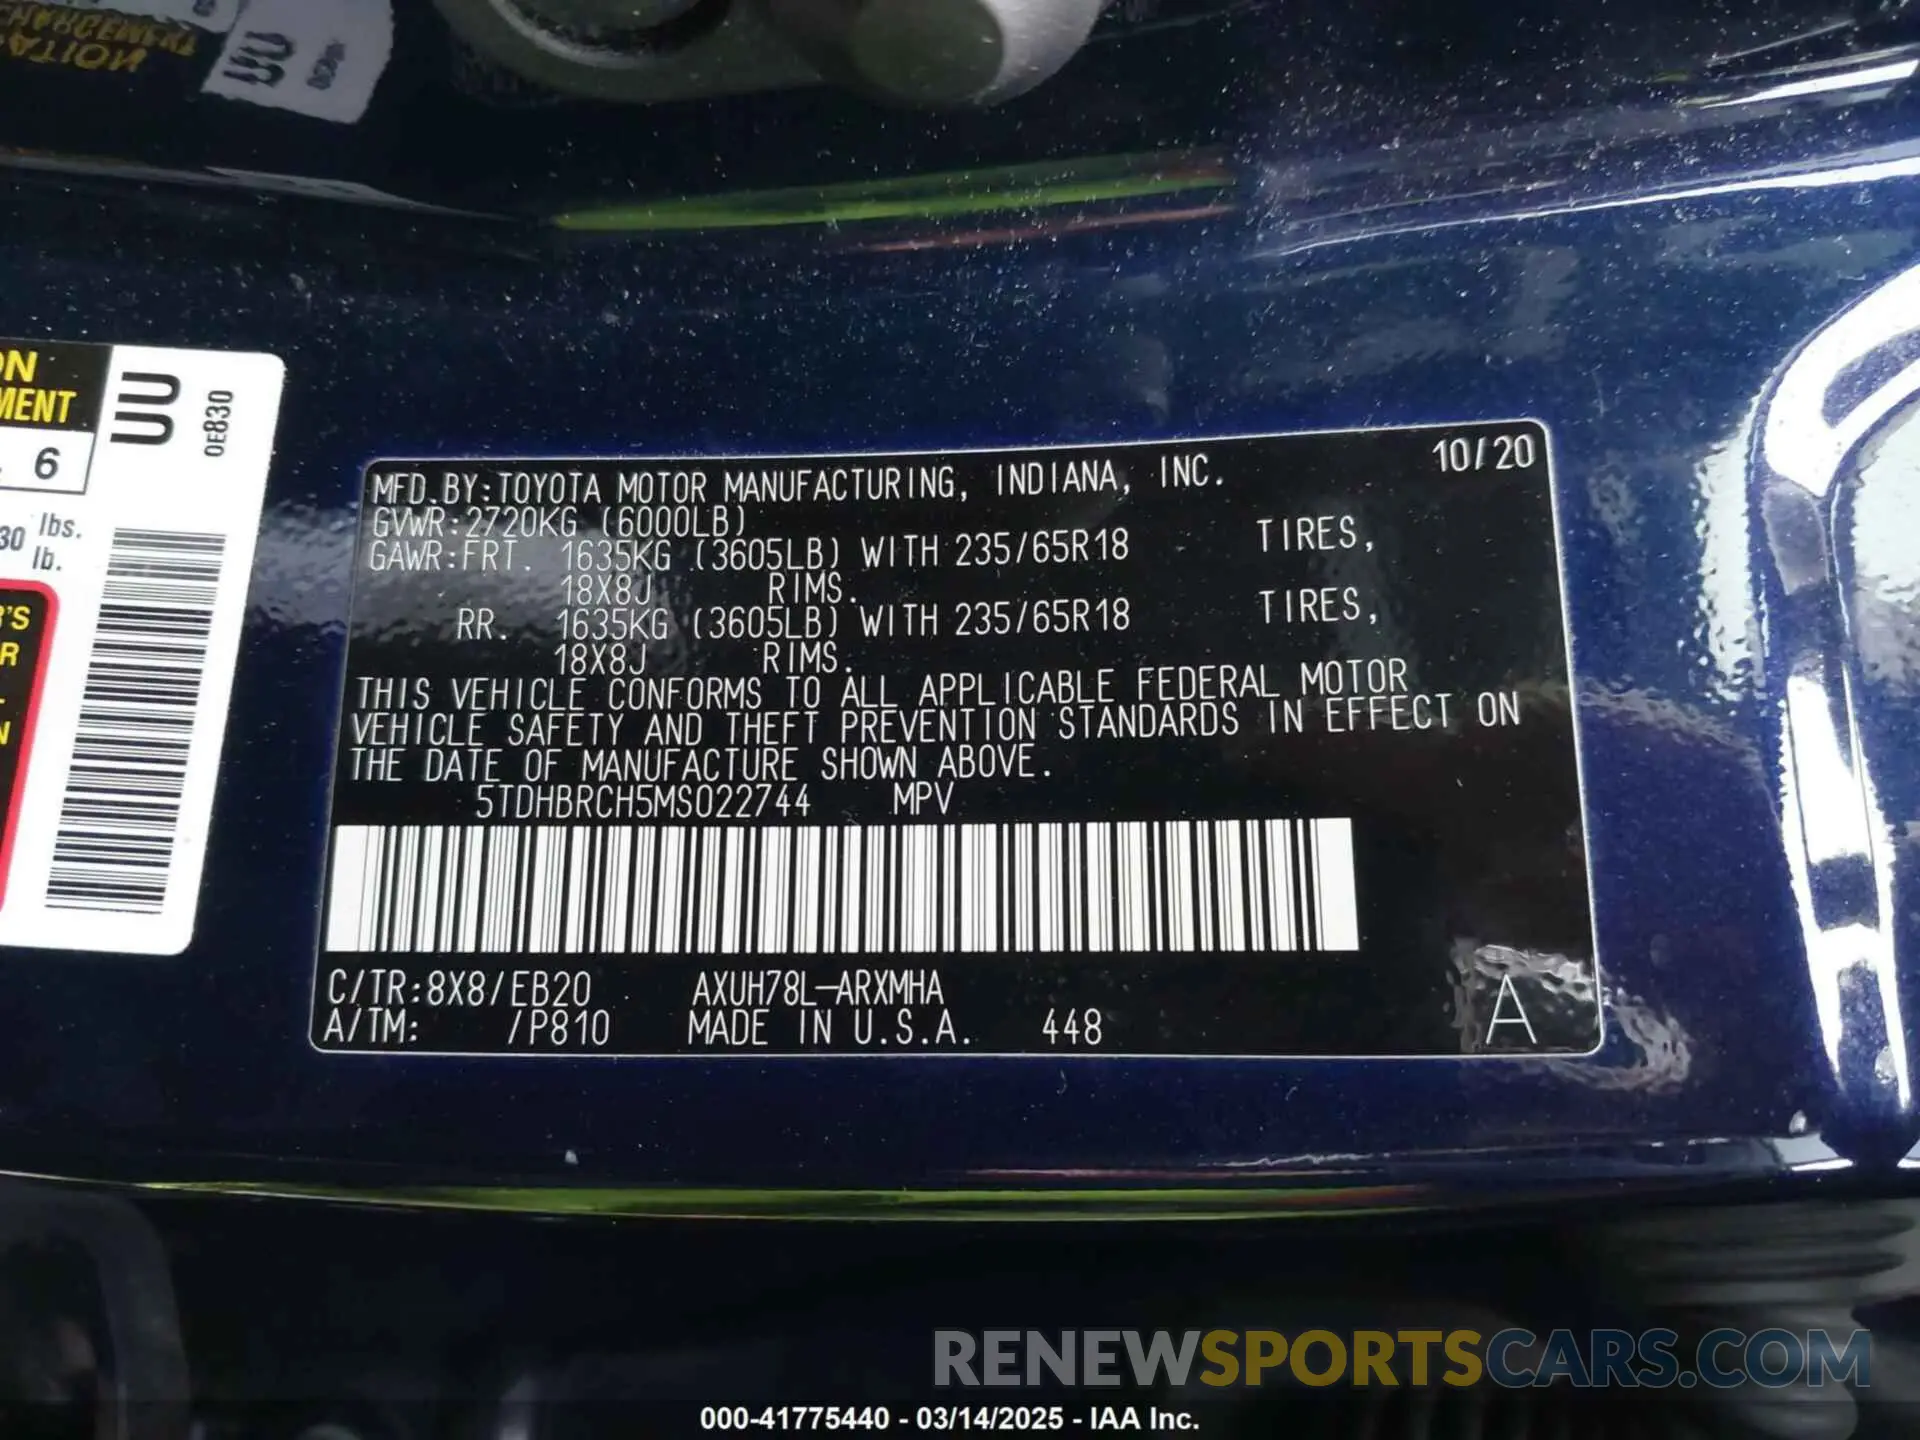 UU
0E830
ON
MENT
6
30 lbs.
lb.
R'S
R
N
10/20
MFD.BY:TOYOTA MOTOR MANUFACTURING, INDIANA, INC.
GVWR:2720KG (6000LB)
GAWR:FRT. 1635KG (3605LB) WITH 235/65R18 TIRES,
18X8J RIMS.
RR. 1635KG (3605LB) WITH 235/65R18 TIRES,
18X8J RIMS.
THIS VEHICLE CONFORMS TO ALL APPLICABLE FEDERAL MOTOR
VEHICLE SAFETY AND THEFT PREVENTION STANDARDS IN EFFECT ON
THE DATE OF MANUFACTURE SHOWN ABOVE.
5TDHBRCH5MS022744 MPV
C/TR:8X8/EB20 AXUH78L-ARXMHA
A/TM: /P810 MADE IN U.S.A. 448
A
RENEWSPORTSCARS.COM
000-41775440 - 03/14/2025 - IAA Inc.